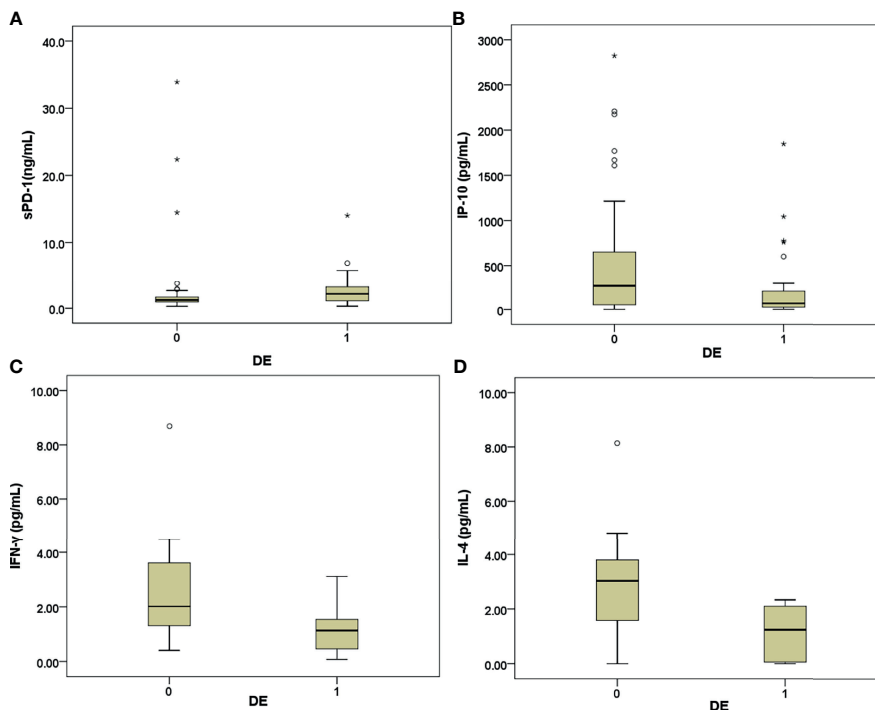 A
sPD-1(ng/mL)
40.0
30.0
20.0
10.0
0.0
0
1
DE
B
IP-10 (pg/mL)
3000
2500
2000
1500
1000
500
0
0
1
DE
C
IFN-γ (pg/mL)
10.00
8.00
6.00
4.00
2.00
0.00
0
1
DE
D
IL-4 (pg/mL)
10.00
8.00
6.00
4.00
2.00
0.00
0
1
DE